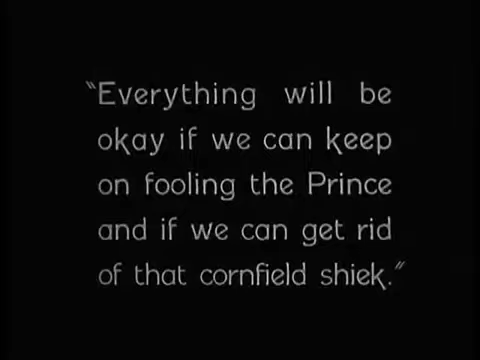 “Everything will be
okay if we can keep
on fooling the Prince
and if we can get rid
of that cornfield shiek.”